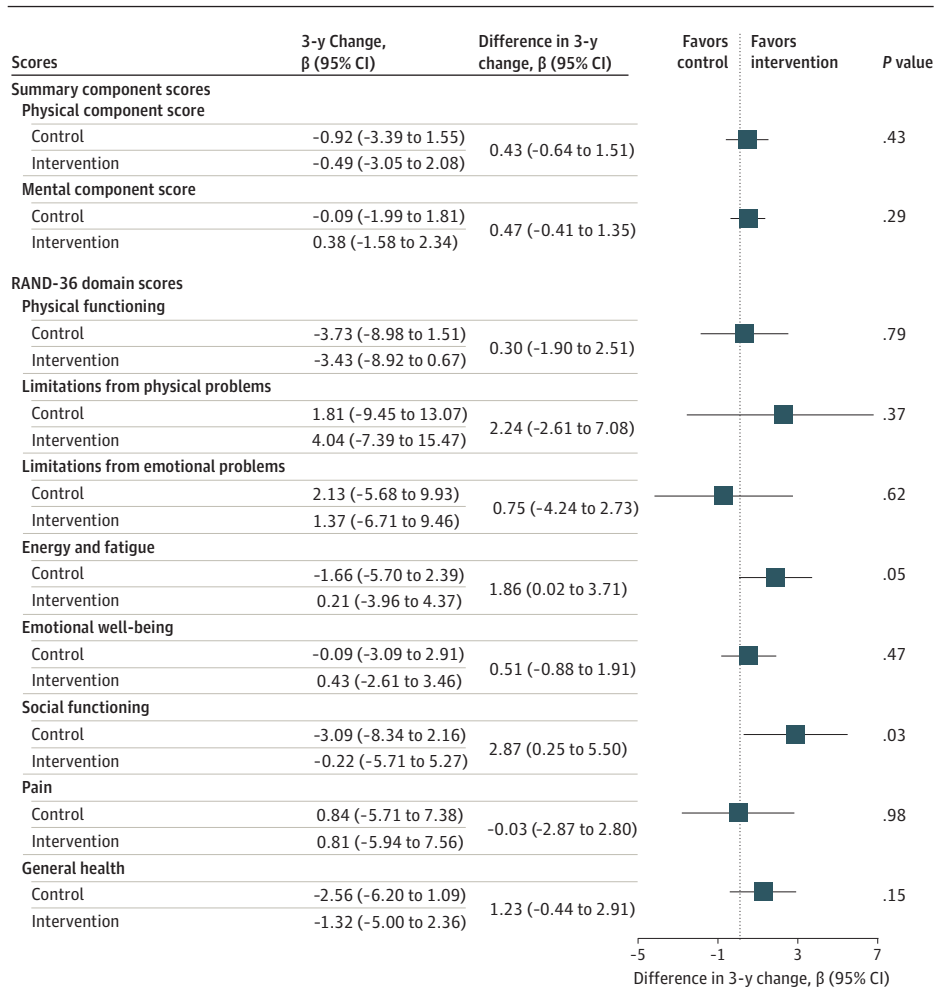 Scores 3-y Change, β (95% CI) Difference in 3-y change, β (95% CI) Favors control Favors intervention P value
Summary component scores
Physical component score
Control -0.92 (-3.39 to 1.55) 0.43 (-0.64 to 1.51) .43
Intervention -0.49 (-3.05 to 2.08)
Mental component score
Control -0.09 (-1.99 to 1.81) 0.47 (-0.41 to 1.35) .29
Intervention 0.38 (-1.58 to 2.34)
RAND-36 domain scores
Physical functioning
Control -3.73 (-8.98 to 1.51) 0.30 (-1.90 to 2.51) .79
Intervention -3.43 (-8.92 to 0.67)
Limitations from physical problems
Control 1.81 (-9.45 to 13.07) 2.24 (-2.61 to 7.08) .37
Intervention 4.04 (-7.39 to 15.47)
Limitations from emotional problems
Control 2.13 (-5.68 to 9.93) 0.75 (-4.24 to 2.73) .62
Intervention 1.37 (-6.71 to 9.46)
Energy and fatigue
Control -1.66 (-5.70 to 2.39) 1.86 (0.02 to 3.71) .05
Intervention 0.21 (-3.96 to 4.37)
Emotional well-being
Control -0.09 (-3.09 to 2.91) 0.51 (-0.88 to 1.91) .47
Intervention 0.43 (-2.61 to 3.46)
Social functioning
Control -3.09 (-8.34 to 2.16) 2.87 (0.25 to 5.50) .03
Intervention -0.22 (-5.71 to 5.27)
Pain
Control 0.84 (-5.71 to 7.38) -0.03 (-2.87 to 2.80) .98
Intervention 0.81 (-5.94 to 7.56)
General health
Control -2.56 (-6.20 to 1.09) 1.23 (-0.44 to 2.91) .15
Intervention -1.32 (-5.00 to 2.36)
-5 -1 3 7
Difference in 3-y change, β (95% CI)